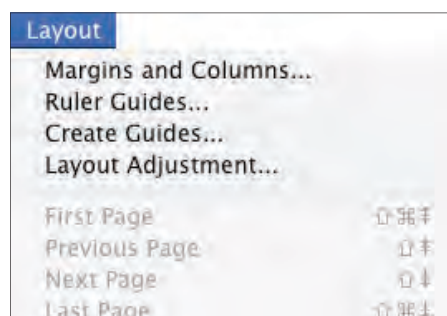 Layout
Margins and Columns...
Ruler Guides...
Create Guides...
Layout Adjustment...
First Page ⇧⌘⇞
Previous Page ⇧⇞
Next Page ⇧⇟
Last Page ⇧⌘⇟